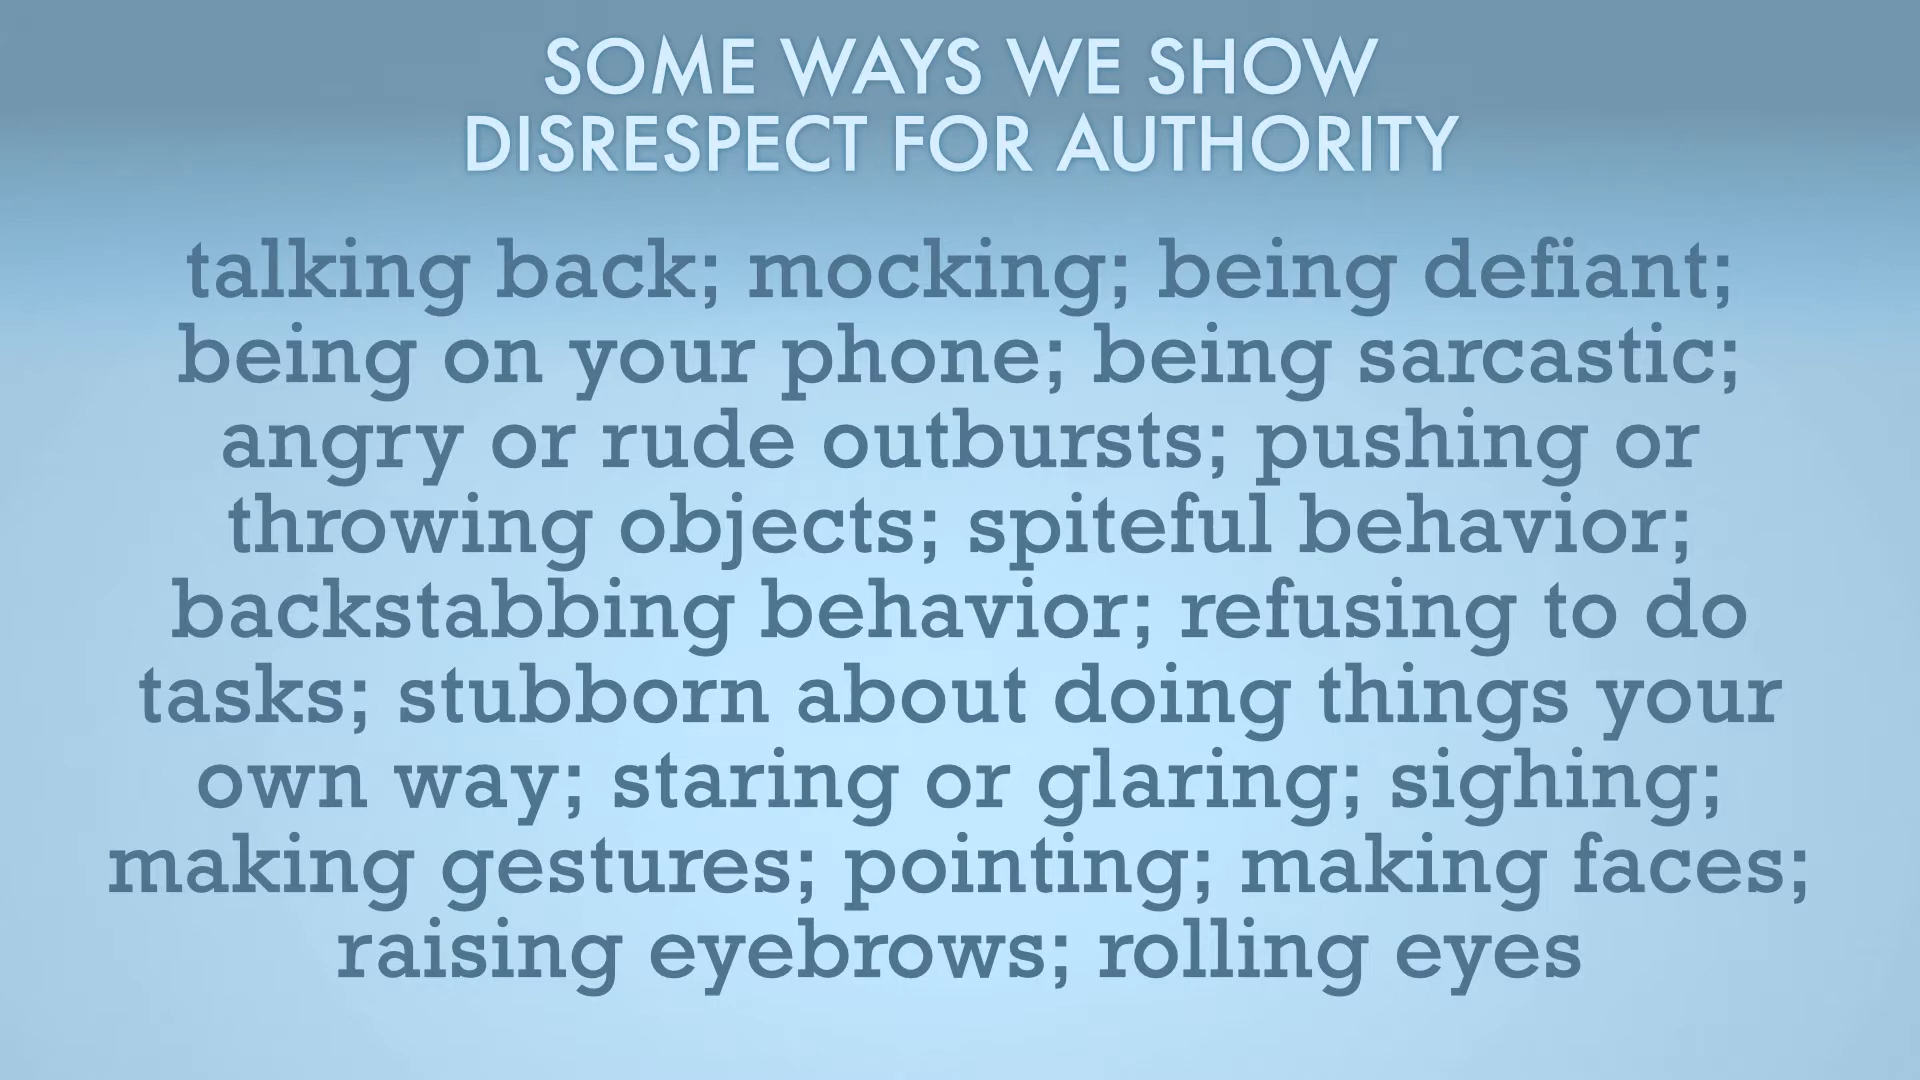 SOME WAYS WE SHOW
DISRESPECT FOR AUTHORITY
talking back; mocking; being defiant;
being on your phone; being sarcastic;
angry or rude outbursts; pushing or
throwing objects; spiteful behavior;
backstabbing behavior; refusing to do
tasks; stubborn about doing things your
own way; staring or glaring; sighing;
making gestures; pointing; making faces;
raising eyebrows; rolling eyes